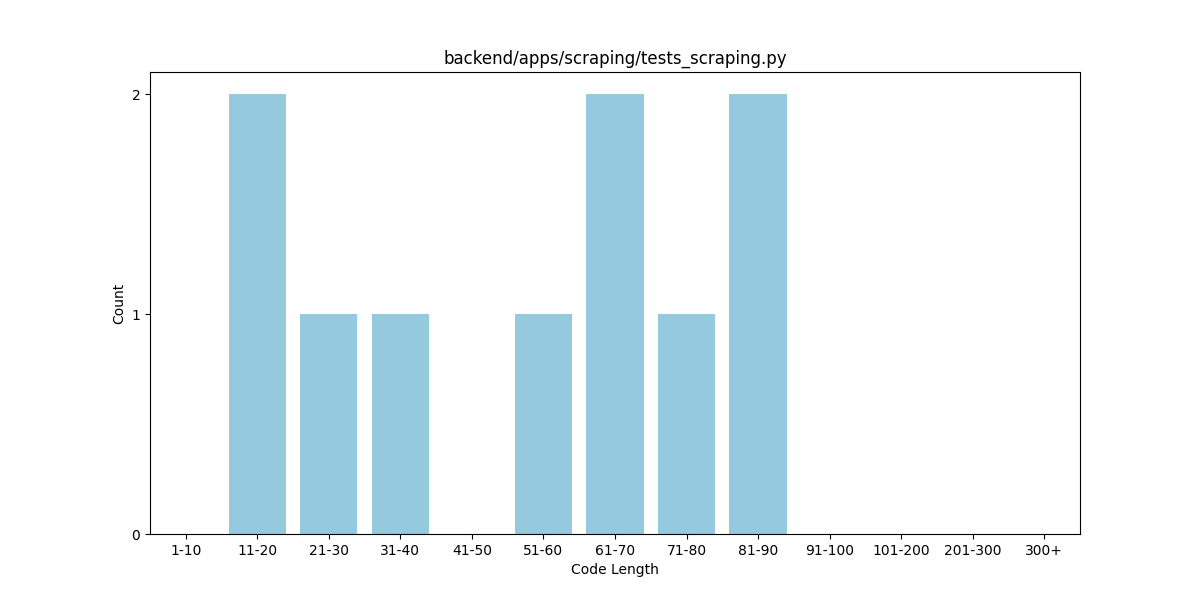 backend/apps/scraping/tests_scraping.py
2
1
0
Count
1-10 11-20 21-30 31-40 41-50 51-60 61-70 71-80 81-90 91-100 101-200 201-300 300+
Code Length